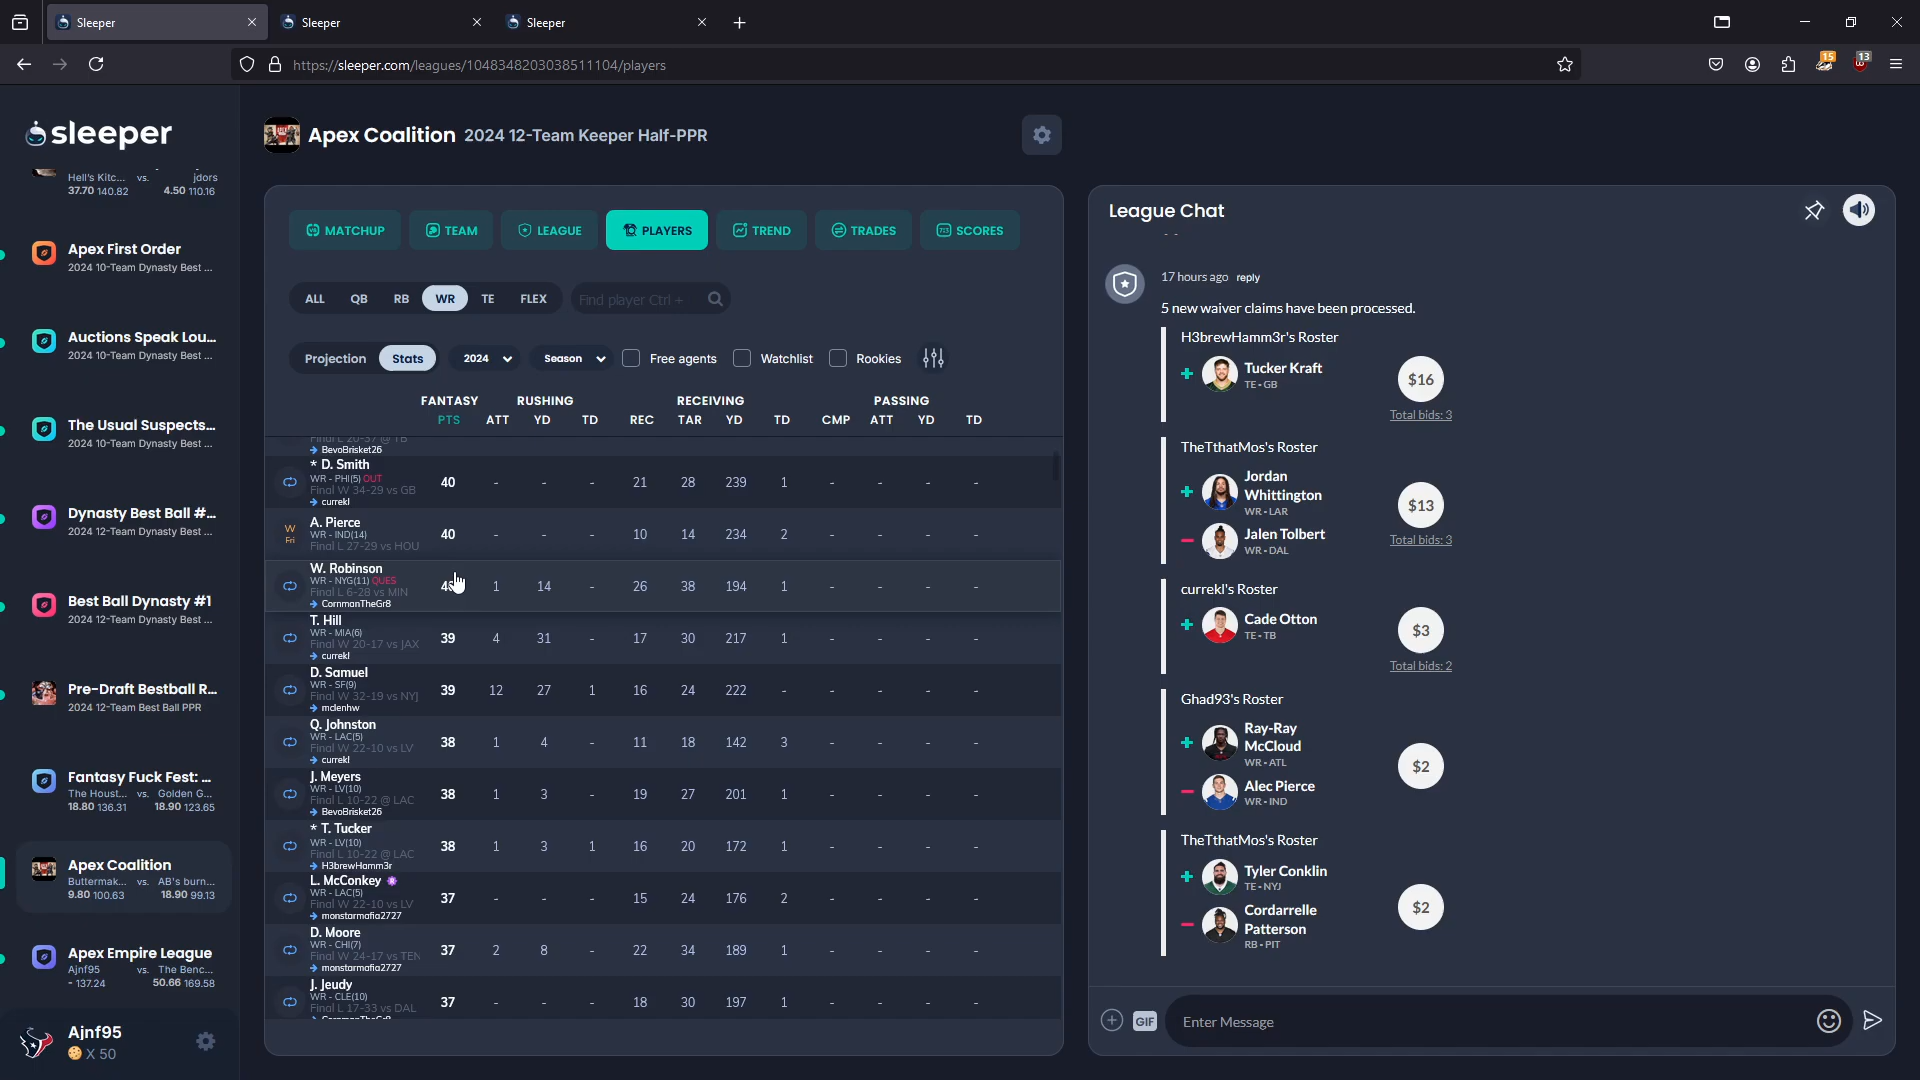 Sleeper
Sleeper
Sleeper
https://sleeper.com/leagues/1048348203038511104/players
15
13
sleeper
Hell's Kitc... vs. jdors
37.70 140.82 4.50 110.16
Apex First Order
2024 10-Team Dynasty Best ...
Auctions Speak Lou...
2024 10-Team Dynasty Best ...
The Usual Suspects...
2024 10-Team Dynasty Best ...
Dynasty Best Ball #...
2024 12-Team Dynasty Best ...
Best Ball Dynasty #1
2024 12-Team Dynasty Best ...
Pre-Draft Bestball R...
2024 12-Team Best Ball PPR
Fantasy Fuck Fest: ...
The Houst... vs. Golden G...
18.80 136.31 18.90 123.65
Apex Coalition
Buttermak... vs. AB's burn...
9.80 100.63 18.90 99.13
Apex Empire League
Ajnf95 vs. The Benc...
- 137.24 50.66 169.58
Ajnf95
X 50
Apex Coalition 2024 12-Team Keeper Half-PPR
MATCHUP TEAM LEAGUE PLAYERS TREND TRADES SCORES
ALL QB RB WR TE FLEX Find player Ctrl +
Projection Stats 2024 Season Free agents Watchlist Rookies
FANTASY RUSHING RECEIVING PASSING
PTS ATT YD TD REC TAR YD TD CMP ATT YD TD
Final L 20-37 @ TB
BevoBrisket26
* D. Smith
WR - PHI(5) OUT
Final W 34-29 vs GB
currekl
40 - - - 21 28 239 1 - - - -
W
Fri
A. Pierce
WR - IND(14)
Final L 27-29 vs HOU
40 - - - 10 14 234 2 - - - -
W. Robinson
WR - NYG(11) QUES
Final L 6-28 vs MIN
CornmanTheGr8
1 14 - 26 38 194 1 - - - -
T. Hill
WR - MIA(6)
Final W 20-17 vs JAX
currekl
39 4 31 - 17 30 217 1 - - - -
D. Samuel
WR - SF(9)
Final W 32-19 vs NYJ
mclenhw
39 12 27 1 16 24 222 - - - - -
Q. Johnston
WR - LAC(5)
Final W 22-10 vs LV
currekl
38 1 4 - 11 18 142 3 - - - -
J. Meyers
WR - LV(10)
Final L 10-22 @ LAC
BevoBrisket26
38 1 3 - 19 27 201 1 - - - -
* T. Tucker
WR - LV(10)
Final L 10-22 @ LAC
H3brewHamm3r
38 1 3 1 16 20 172 1 - - - -
L. McConkey
WR - LAC(5)
Final W 22-10 vs LV
monstarmafia2727
37 - - - 15 24 176 2 - - - -
D. Moore
WR - CHI(7)
Final W 24-17 vs TEN
monstarmafia2727
37 2 8 - 22 34 189 1 - - - -
J. Jeudy
WR - CLE(10)
Final L 17-33 vs DAL
CornmanTheGr8
37 - - - 18 30 197 1 - - - -
League Chat
17 hours ago reply
5 new waiver claims have been processed.
H3brewHamm3r's Roster
Tucker Kraft
TE - GB
$16
Total bids: 3
TheTthatMos's Roster
Jordan
Whittington
WR - LAR
Jalen Tolbert
WR - DAL
$13
Total bids: 3
currekl's Roster
Cade Otton
TE - TB
$3
Total bids: 2
Ghad93's Roster
Ray-Ray
McCloud
WR - ATL
Alec Pierce
WR - IND
$2
TheTthatMos's Roster
Tyler Conklin
TE - NYJ
Cordarrelle
Patterson
RB - PIT
$2
GIF
Enter Message